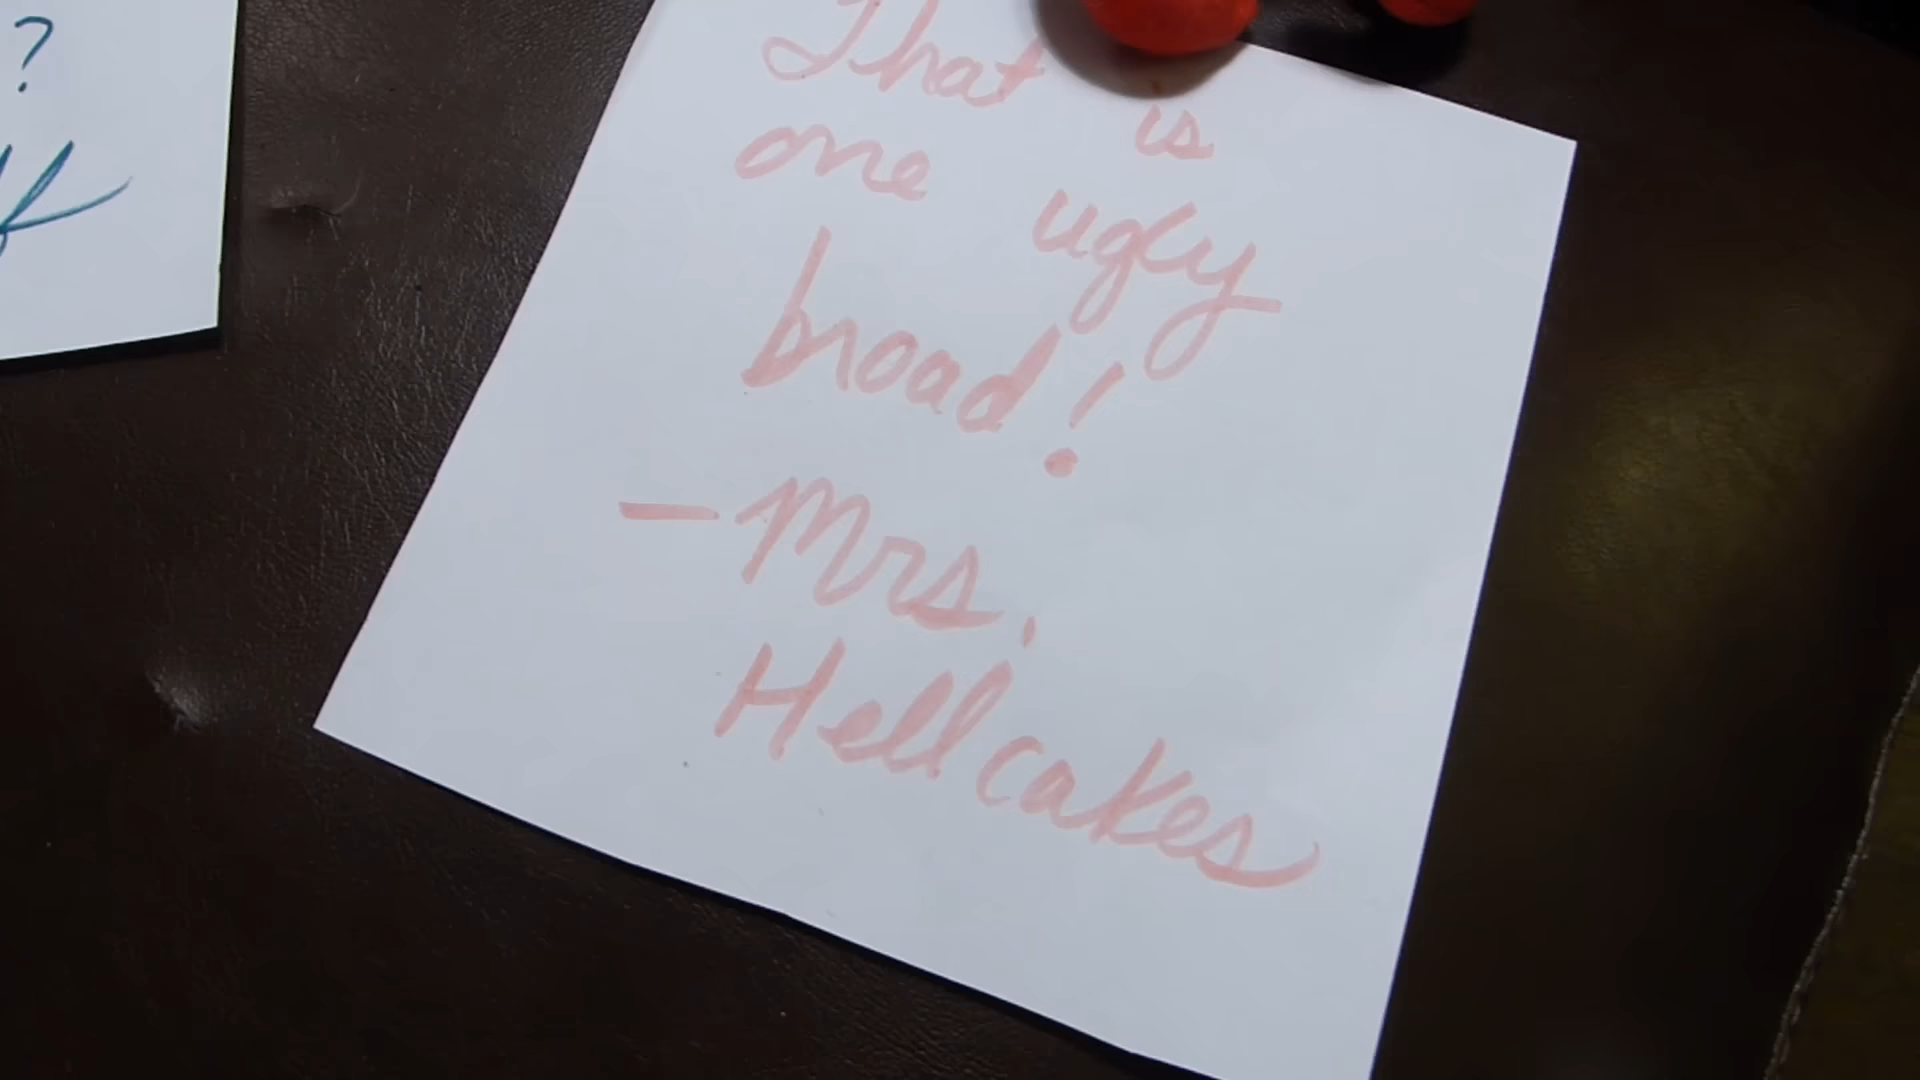 ?
That is
one ugly
broad!
- Mrs.
Hellcakes